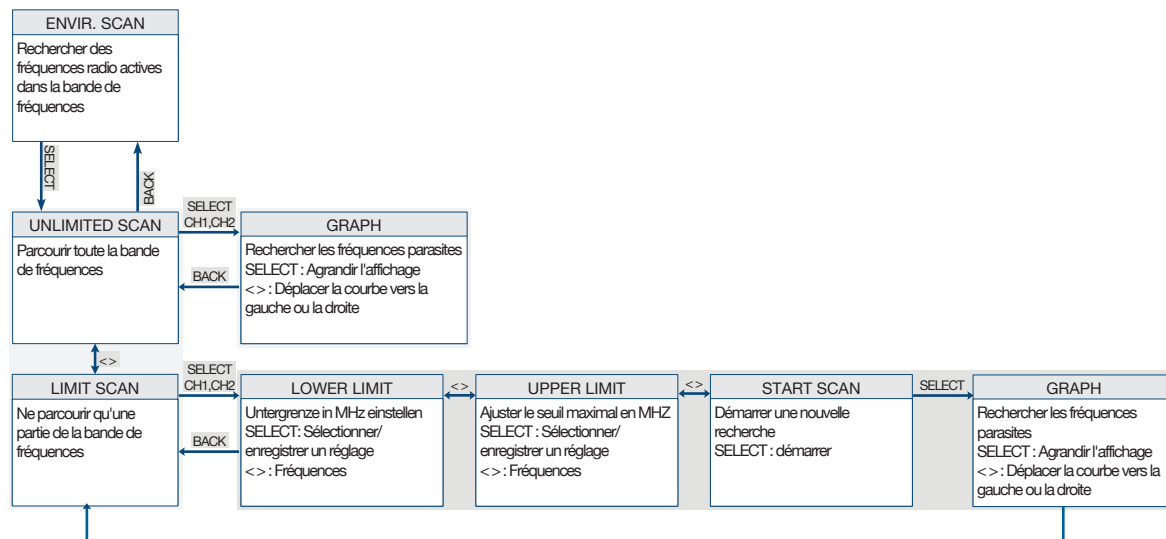 ENVIR. SCAN
Rechercher des
fréquences radio actives
dans la bande de
fréquences
SELECT
BACK
UNLIMITED SCAN
Parcourir toute la bande
de fréquences
SELECT
CH1,CH2
BACK
GRAPH
Rechercher les fréquences parasites
SELECT : Agrandir l'affichage
<> : Déplacer la courbe vers la
gauche ou la droite
<>
LIMIT SCAN
Ne parcourir qu'une
partie de la bande de
fréquences
SELECT
CH1,CH2
BACK
LOWER LIMIT
Untergrenze in MHz einstellen
SELECT: Sélectionner/
enregistrer un réglage
<> : Fréquences
<>
UPPER LIMIT
Ajuster le seuil maximal en MHZ
SELECT : Sélectionner/
enregistrer un réglage
<> : Fréquences
<>
START SCAN
Démarrer une nouvelle
recherche
SELECT : démarrer
SELECT
GRAPH
Rechercher les fréquences
parasites
SELECT : Agrandir l'affichage
<> : Déplacer la courbe vers la
gauche ou la droite